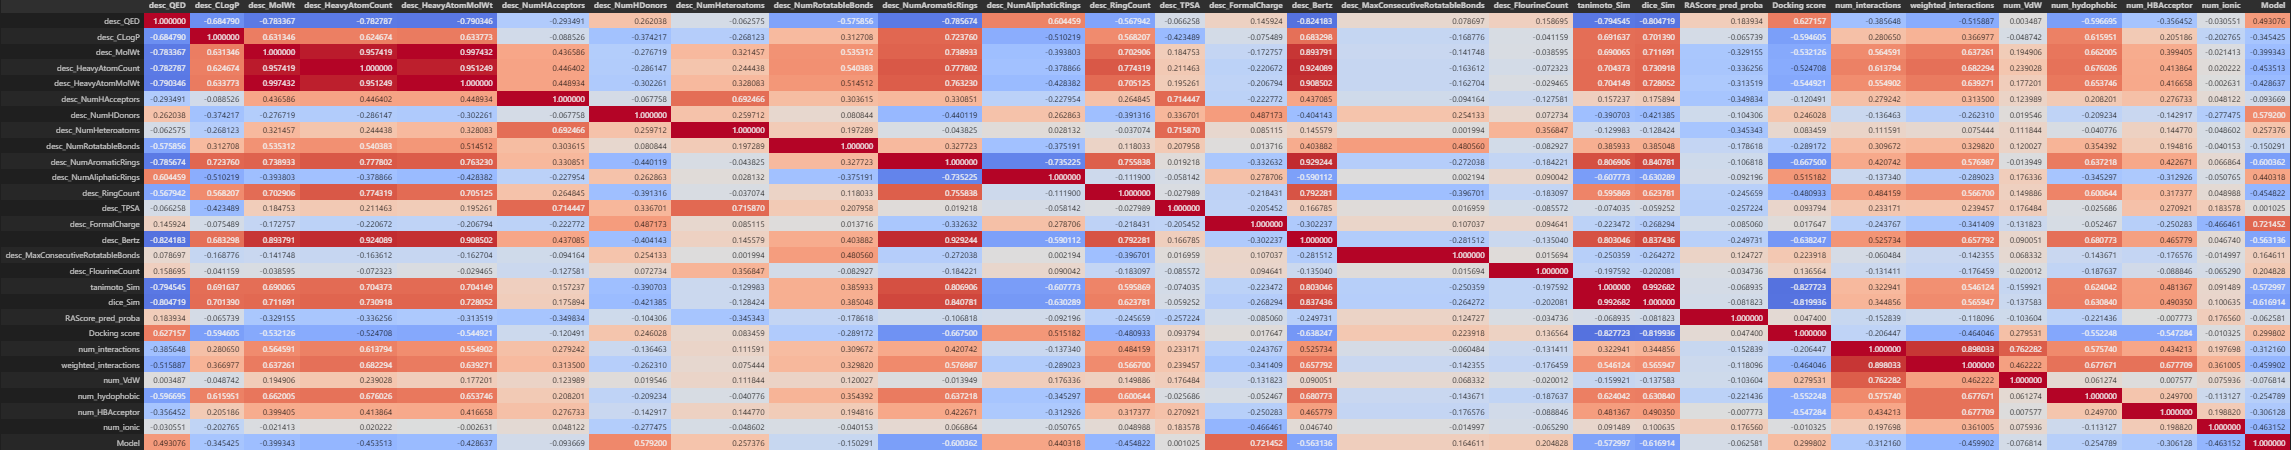 desc_QED desc_CLogP desc_MolWt desc_HeavyAtomCount desc_HeavyAtomMolWt desc_NumHAcceptors desc_NumHDonors desc_NumHeteroatoms desc_NumRotatableBonds desc_NumAromaticRings desc_NumAliphaticRings desc_RingCount desc_TPSA desc_FormalCharge desc_Bertz desc_MaxConsecutiveRotatableBonds desc_FlourineCount tanimoto_Sim dice_Sim RAScore_pred_proba Docking score num_interactions weighted_interactions num_VdW num_hydophobic num_HBAcceptor num_ionic Model
desc_QED 1.000000 -0.684790 -0.783367 -0.782787 -0.790346 -0.293491 0.262038 -0.062575 -0.575856 -0.785674 0.604459 -0.567942 -0.066258 0.145924 -0.824183 0.078697 0.158695 -0.794545 -0.804719 0.183934 0.627157 -0.385648 -0.515887 0.003487 -0.596695 -0.356452 -0.030551 0.493076
desc_CLogP -0.684790 1.000000 0.631346 0.624674 0.633773 -0.088526 -0.374217 -0.268123 0.312708 0.723760 -0.510219 0.568207 -0.423489 -0.075489 0.683298 -0.168776 -0.041159 0.691637 0.701390 -0.065739 -0.594605 0.280650 0.366977 -0.048742 0.615951 0.205186 -0.202765 -0.345425
desc_MolWt -0.783367 0.631346 1.000000 0.957419 0.997432 0.436586 -0.276719 0.321457 0.535312 0.738933 -0.393803 0.702906 0.184753 -0.172757 0.893791 -0.141748 -0.038595 0.690065 0.711691 -0.329155 -0.532126 0.564591 0.637261 0.194906 0.662005 0.399405 -0.021413 -0.399343
desc_HeavyAtomCount -0.782787 0.624674 0.957419 1.000000 0.951249 0.446402 -0.286147 0.244438 0.540383 0.777802 -0.378866 0.774319 0.211463 -0.220672 0.924089 -0.163612 -0.072323 0.704373 0.730918 -0.336256 -0.524708 0.613794 0.682294 0.239028 0.676026 0.413864 0.020222 -0.453513
desc_HeavyAtomMolWt -0.790346 0.633773 0.997432 0.951249 1.000000 0.448934 -0.302261 0.328083 0.514512 0.763230 -0.428382 0.705125 0.195261 -0.206794 0.908502 -0.162704 -0.029465 0.704149 0.728052 -0.313519 -0.544921 0.554902 0.639271 0.177201 0.653746 0.416658 -0.002631 -0.428637
desc_NumHAcceptors -0.293491 -0.088526 0.436586 0.446402 0.448934 1.000000 -0.067758 0.692466 0.303615 0.330851 -0.227954 0.264845 0.714447 -0.222772 0.437085 -0.094164 -0.127581 0.157237 0.175894 -0.349834 -0.120491 0.279242 0.313500 0.123989 0.208201 0.276733 0.048122 -0.093669
desc_NumHDonors 0.262038 -0.374217 -0.276719 -0.286147 -0.302261 -0.067758 1.000000 0.259712 0.080844 -0.440119 0.262863 -0.391316 0.336701 0.487173 -0.404143 0.254133 0.072734 -0.390703 -0.421385 -0.104306 0.246028 -0.136463 -0.262310 0.019546 -0.209234 -0.142917 -0.277475 0.579200
desc_NumHeteroatoms -0.062575 -0.268123 0.321457 0.244438 0.328083 0.692466 0.259712 1.000000 0.197289 -0.043825 0.028132 -0.037074 0.715870 0.085115 0.145579 0.001994 0.356847 -0.129983 -0.128424 -0.345343 0.083459 0.111591 0.075444 0.111844 -0.040776 0.144770 -0.048602 0.257376
desc_NumRotatableBonds -0.575856 0.312708 0.535312 0.540383 0.514512 0.303615 0.080844 0.197289 1.000000 0.327723 -0.375191 0.118033 0.207958 0.013716 0.403882 0.480560 -0.082927 0.385933 0.385048 -0.178618 -0.289172 0.309672 0.329820 0.120027 0.354392 0.194816 -0.040153 -0.150291
desc_NumAromaticRings -0.785674 0.723760 0.738933 0.777802 0.763230 0.330851 -0.440119 -0.043825 0.327723 1.000000 -0.735225 0.755838 0.019218 -0.332632 0.929244 -0.272038 -0.184221 0.806906 0.840781 -0.106818 -0.667500 0.420742 0.576987 -0.013949 0.637218 0.422671 0.066864 -0.600362
desc_NumAliphaticRings 0.604459 -0.510219 -0.393803 -0.378866 -0.428382 -0.227954 0.262863 0.028132 -0.375191 -0.735225 1.000000 -0.111900 -0.058142 0.278706 -0.590112 0.002194 0.090042 -0.607773 -0.630289 -0.092196 0.515182 -0.137340 -0.289023 0.176336 -0.345297 -0.312926 -0.050765 0.440318
desc_RingCount -0.567942 0.568207 0.702906 0.774319 0.705125 0.264845 -0.391316 -0.037074 0.118033 0.755838 -0.111900 1.000000 -0.027989 -0.218431 0.792281 -0.396701 -0.183097 0.595869 0.623781 -0.245659 -0.480933 0.484159 0.566700 0.149886 0.600644 0.317377 0.048988 -0.454822
desc_TPSA -0.066258 -0.423489 0.184753 0.211463 0.195261 0.714447 0.336701 0.715870 0.207958 0.019218 -0.058142 -0.027989 1.000000 -0.205452 0.166785 0.016959 -0.085572 -0.074035 -0.059252 -0.257224 0.093794 0.233171 0.239457 0.176484 -0.025686 0.270921 0.183578 0.001025
desc_FormalCharge 0.145924 -0.075489 -0.172757 -0.220672 -0.206794 -0.222772 0.487173 0.085115 0.013716 -0.332632 0.278706 -0.218431 -0.205452 1.000000 -0.302237 0.107037 0.094641 -0.223472 -0.268294 -0.085060 0.017647 -0.243767 -0.341409 -0.131823 -0.052467 -0.250283 -0.466461 0.721452
desc_Bertz -0.824183 0.683298 0.893791 0.924089 0.908502 0.437085 -0.404143 0.145579 0.403882 0.929244 -0.590112 0.792281 0.166785 -0.302237 1.000000 -0.281512 -0.135040 0.803046 0.837436 -0.249731 -0.638247 0.525734 0.657792 0.090051 0.680773 0.465779 0.046740 -0.563136
desc_MaxConsecutiveRotatableBonds 0.078697 -0.168776 -0.141748 -0.163612 -0.162704 -0.094164 0.254133 0.001994 0.480560 -0.272038 0.002194 -0.396701 0.016959 0.107037 -0.281512 1.000000 0.015694 -0.250359 -0.264272 0.124727 0.223918 -0.060484 -0.142355 0.068332 -0.143671 -0.176576 -0.014997 0.164611
desc_FlourineCount 0.158695 -0.041159 -0.038595 -0.072323 -0.029465 -0.127581 0.072734 0.356847 -0.082927 -0.184221 0.090042 -0.183097 -0.085572 0.094641 -0.135040 0.015694 1.000000 -0.197592 -0.202081 -0.034736 0.136564 -0.131411 -0.176459 -0.020012 -0.187637 -0.088846 -0.065290 0.204828
tanimoto_Sim -0.794545 0.691637 0.690065 0.704373 0.704149 0.157237 -0.390703 -0.129983 0.385933 0.806906 -0.607773 0.595869 -0.074035 -0.223472 0.803046 -0.250359 -0.197592 1.000000 0.992682 -0.068935 -0.827723 0.322941 0.546124 -0.159921 0.624042 0.481367 0.091489 -0.572997
dice_Sim -0.804719 0.701390 0.711691 0.730918 0.728052 0.175894 -0.421385 -0.128424 0.385048 0.840781 -0.630289 0.623781 -0.059252 -0.268294 0.837436 -0.264272 -0.202081 0.992682 1.000000 -0.081823 -0.819936 0.344856 0.565947 -0.137583 0.630840 0.490350 0.100635 -0.616914
RAScore_pred_proba 0.183934 -0.065739 -0.329155 -0.336256 -0.313519 -0.349834 -0.104306 -0.345343 -0.178618 -0.106818 -0.092196 -0.245659 -0.257224 -0.085060 -0.249731 0.124727 -0.034736 -0.068935 -0.081823 1.000000 0.047400 -0.152839 -0.118096 -0.103604 -0.221436 -0.007773 0.176560 -0.062581
Docking score 0.627157 -0.594605 -0.532126 -0.524708 -0.544921 -0.120491 0.246028 0.083459 -0.289172 -0.667500 0.515182 -0.480933 0.093794 0.017647 -0.638247 0.223918 0.136564 -0.827723 -0.819936 0.047400 1.000000 -0.206447 -0.464046 0.279531 -0.552248 -0.547284 -0.010325 0.299802
num_interactions -0.385648 0.280650 0.564591 0.613794 0.554902 0.279242 -0.136463 0.111591 0.309672 0.420742 -0.137340 0.484159 0.233171 -0.243767 0.525734 -0.060484 -0.131411 0.322941 0.344856 -0.152839 -0.206447 1.000000 0.898033 0.762282 0.575740 0.434213 0.197698 -0.312160
weighted_interactions -0.515887 0.366977 0.637261 0.682294 0.639271 0.313500 -0.262310 0.075444 0.329820 0.576987 -0.289023 0.566700 0.239457 -0.341409 0.657792 -0.142355 -0.176459 0.546124 0.565947 -0.118096 -0.464046 0.898033 1.000000 0.462222 0.677671 0.677709 0.361005 -0.459902
num_VdW 0.003487 -0.048742 0.194906 0.239028 0.177201 0.123989 0.019546 0.111844 0.120027 -0.013949 0.176336 0.149886 0.176484 -0.131823 0.090051 0.068332 -0.020012 -0.159921 -0.137583 -0.103604 0.279531 0.762282 0.462222 1.000000 0.061274 0.007577 0.075936 -0.076814
num_hydophobic -0.596695 0.615951 0.662005 0.676026 0.653746 0.208201 -0.209234 -0.040776 0.354392 0.637218 -0.345297 0.600644 -0.025686 -0.052467 0.680773 -0.143671 -0.187637 0.624042 0.630840 -0.221436 -0.552248 0.575740 0.677671 0.061274 1.000000 0.249700 -0.113127 -0.254789
num_HBAcceptor -0.356452 0.205186 0.399405 0.413864 0.416658 0.276733 -0.142917 0.144770 0.194816 0.422671 -0.312926 0.317377 0.270921 -0.250283 0.465779 -0.176576 -0.088846 0.481367 0.490350 -0.007773 -0.547284 0.434213 0.677709 0.007577 0.249700 1.000000 0.198820 -0.306128
num_ionic -0.030551 -0.202765 -0.021413 0.020222 -0.002631 0.048122 -0.277475 -0.048602 -0.040153 0.066864 -0.050765 0.048988 0.183578 -0.466461 0.046740 -0.014997 -0.065290 0.091489 0.100635 0.176560 -0.010325 0.197698 0.361005 0.075936 -0.113127 0.198820 1.000000 -0.463152
Model 0.493076 -0.345425 -0.399343 -0.453513 -0.428637 -0.093669 0.579200 0.257376 -0.150291 -0.600362 0.440318 -0.454822 0.001025 0.721452 -0.563136 0.164611 0.204828 -0.572997 -0.616914 -0.062581 0.299802 -0.312160 -0.459902 -0.076814 -0.254789 -0.306128 -0.463152 1.000000